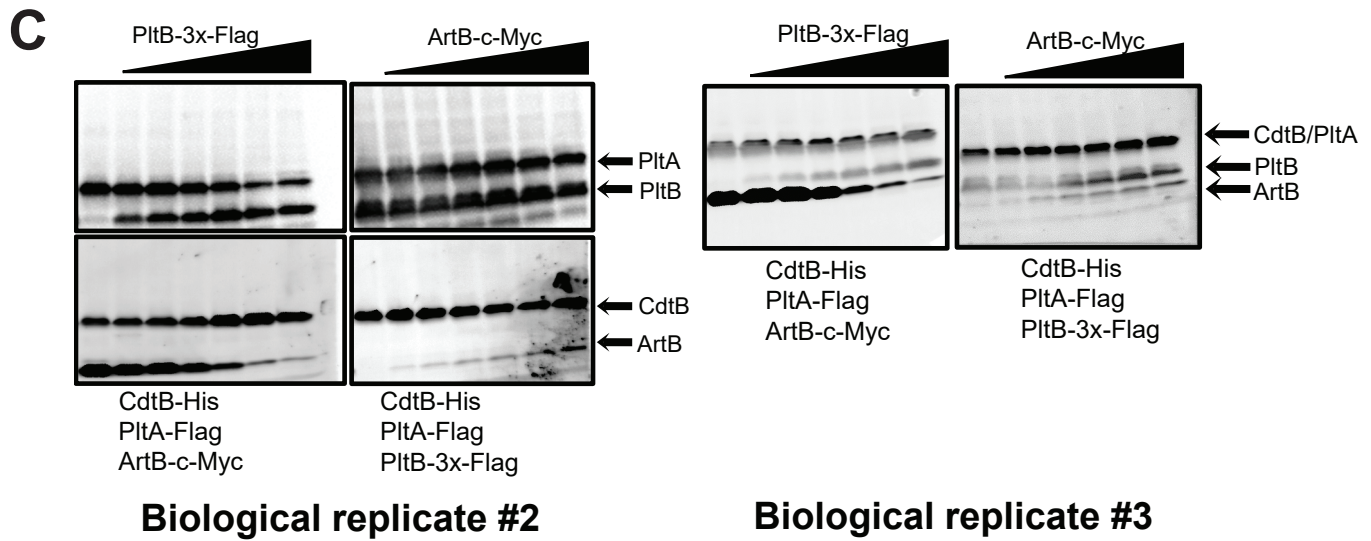 C
PltB-3x-Flag
ArtB-c-Myc
PltA
PltB
CdtB
ArtB
CdtB-His
PltA-Flag
ArtB-c-Myc
CdtB-His
PltA-Flag
PltB-3x-Flag
Biological replicate #2
PltB-3x-Flag
ArtB-c-Myc
CdtB/PltA
PltB
ArtB
CdtB-His
PltA-Flag
ArtB-c-Myc
CdtB-His
PltA-Flag
PltB-3x-Flag
Biological replicate #3